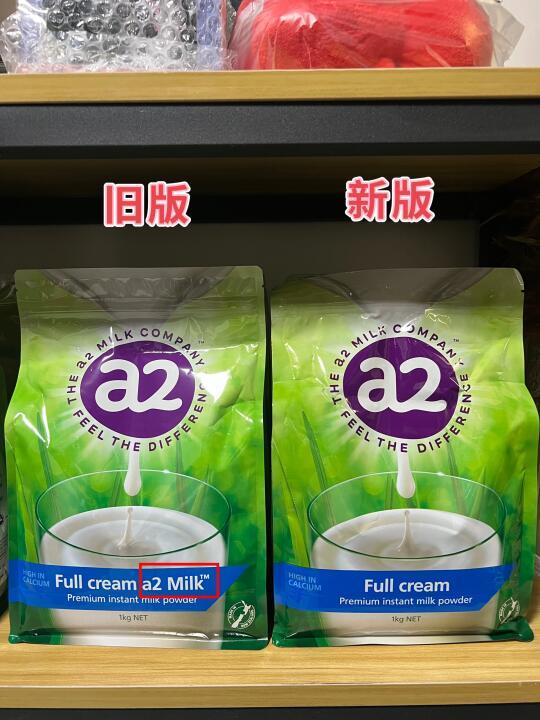 旧版
新版
THE a2 MILK COMPANY™
a2
FEEL THE DIFFERENCE
HIGH IN
CALCIUM
Full cream a2 Milk™
Premium instant milk powder
1kg NET
THE a2 MILK COMPANY™
a2
FEEL THE DIFFERENCE
HIGH IN
CALCIUM
Full cream
Premium instant milk powder
1kg NET